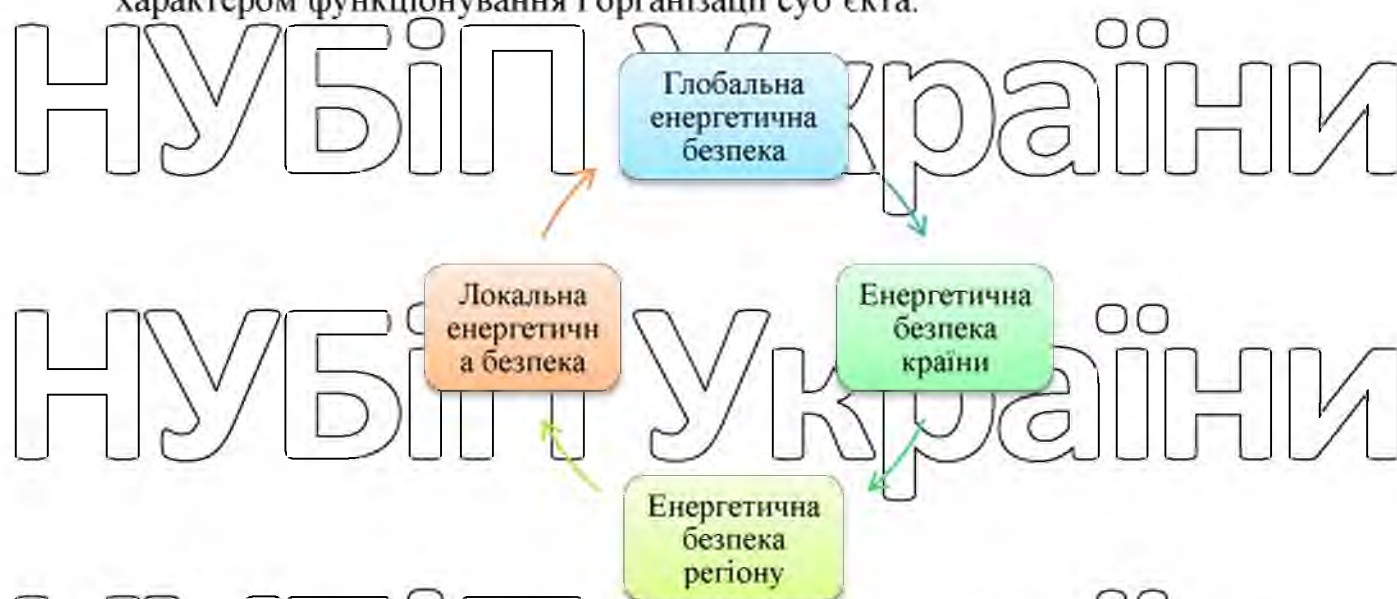 характером функціонування і організації суб'єкта.
НУБіП України
Глобальна
енергетична
безпека
Локальна
енергетичн
а безпека
Енергетична
безпека
країни
НУБіП України
Енергетична
безпека
регіону